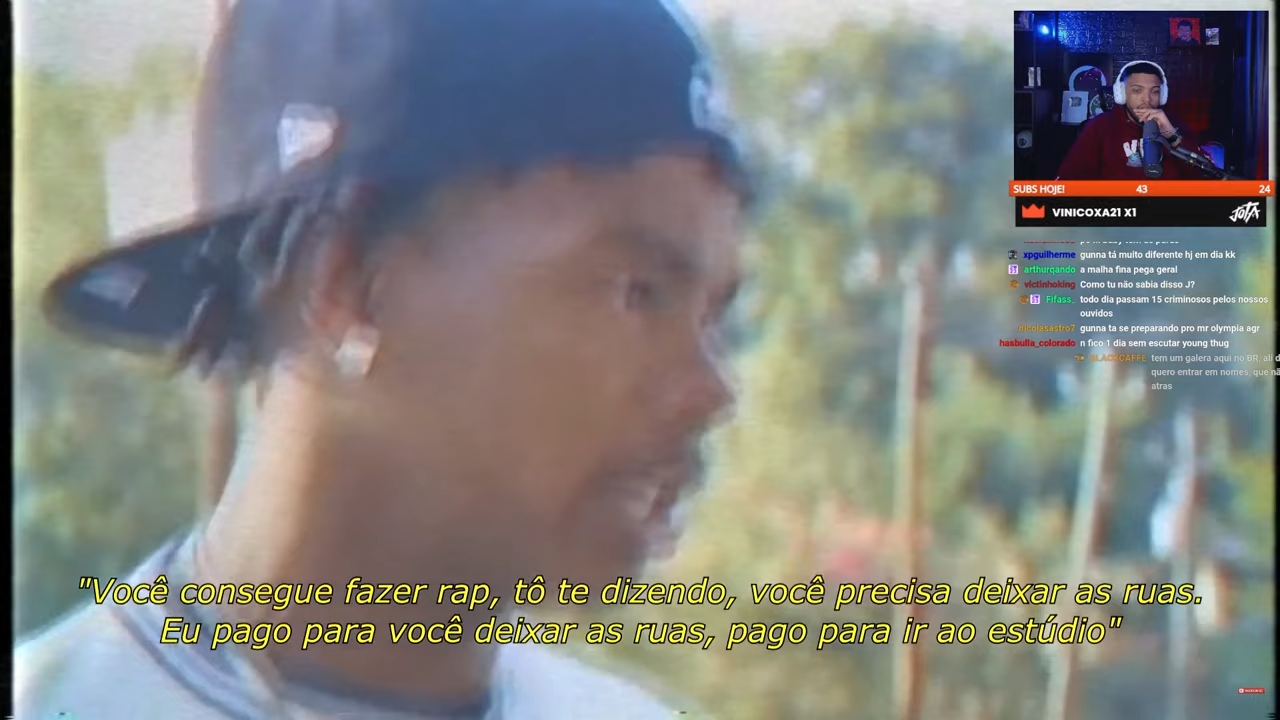 SUBS HOJE! 43 24
VINICOXA21 X1 JOTA
xpguilherme gunna tá muito diferente hj em dia kk
arthurqando a malha fina pega geral
victinhoking Como tu não sabia disso J?
Fifass_ todo dia passam 15 criminosos pelos nossos
ouvidos
nicolasastro7 gunna ta se preparando pro mr olympia agr
hasbulla_colorado n fico 1 dia sem escutar young thug
BLACKCAFFE tem um galera aqui no BR, ali
quero entrar em nomes, que
atras
"Você consegue fazer rap, tô te dizendo, você precisa deixar as ruas.
Eu pago para você deixar as ruas, pago para ir ao estúdio"